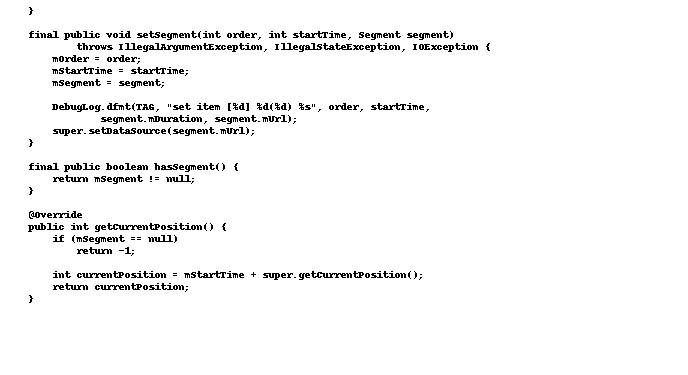 }
final public void setSegment(int order, int startTime, Segment segment)
throws IllegalArgumentException, IllegalStateException, IOException {
mOrder = order;
mStartTime = startTime;
mSegment = segment;
DebugLog.dfmt(TAG, "set item [%d] %d(%d) %s", order, startTime,
segment.mDuration, segment.mUrl);
super.setDataSource(segment.mUrl);
}
final public boolean hasSegment() {
return mSegment != null;
}
@Override
public int getCurrentPosition() {
if (mSegment == null)
return -1;
int currentPosition = mStartTime + super.getCurrentPosition();
return currentPosition;
}